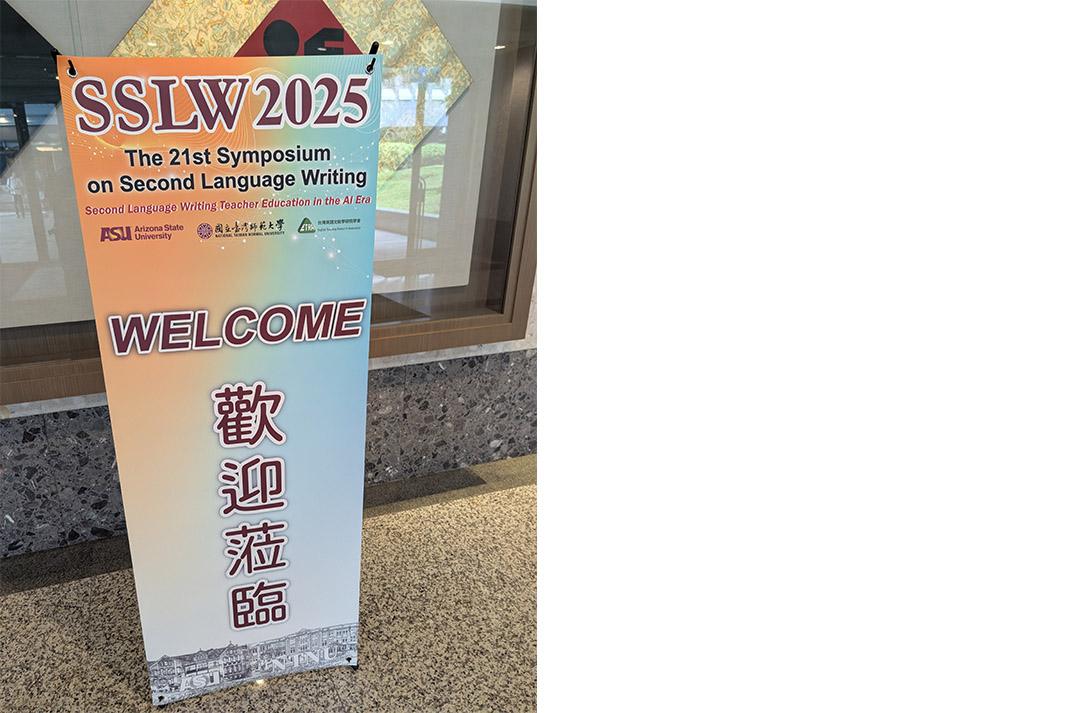 SSLW 2025
The 21st Symposium
on Second Language Writing
Second Language Writing Teacher Education in the AI Era
ASU Arizona State
University
國立臺灣師範大學
NATIONAL TAIWAN NORMAL UNIVERSITY
WELCOME
歡
迎
蒞
臨